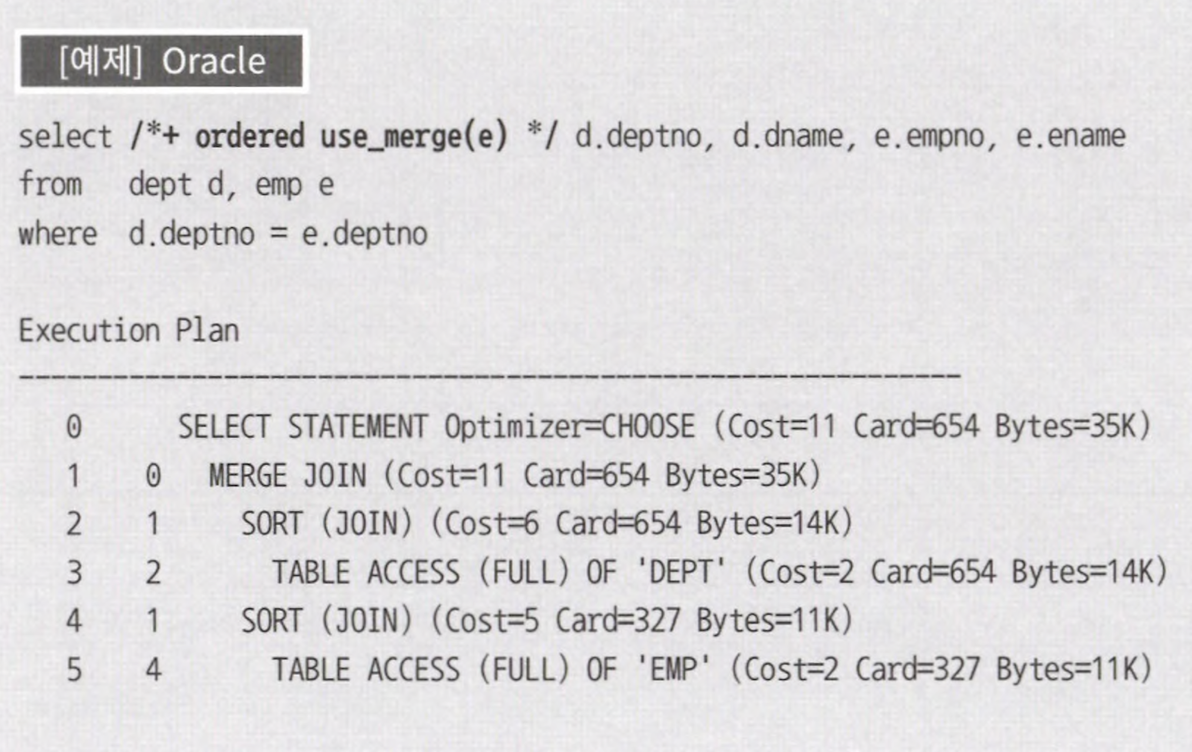 [예제] Oracle
select /*+ ordered use_merge(e) */ d.deptno, d.dname, e.empno, e.ename
from   dept d, emp e
where  d.deptno = e.deptno
Execution Plan
------------------------------------------------------------
0      SELECT STATEMENT Optimizer=CHOOSE (Cost=11 Card=654 Bytes=35K)
1    0   MERGE JOIN (Cost=11 Card=654 Bytes=35K)
2    1     SORT (JOIN) (Cost=6 Card=654 Bytes=14K)
3    2       TABLE ACCESS (FULL) OF 'DEPT' (Cost=2 Card=654 Bytes=14K)
4    1     SORT (JOIN) (Cost=5 Card=327 Bytes=11K)
5    4       TABLE ACCESS (FULL) OF 'EMP' (Cost=2 Card=327 Bytes=11K)